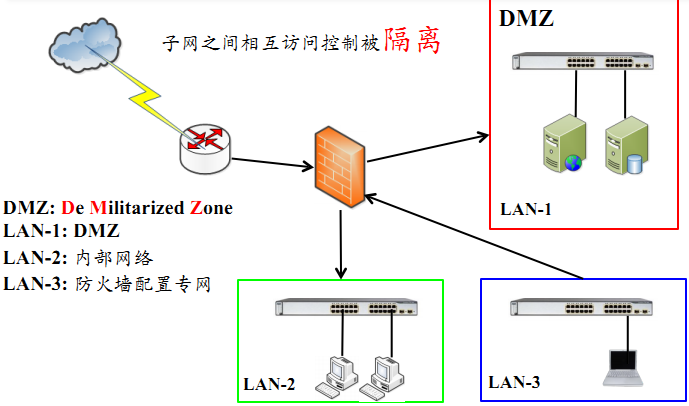 DMZ
子网之间相互访问控制被隔离
LAN-1
DMZ: De Militarized Zone
LAN-1: DMZ
LAN-2: 内部网络
LAN-3: 防火墙配置专网
LAN-2
LAN-3